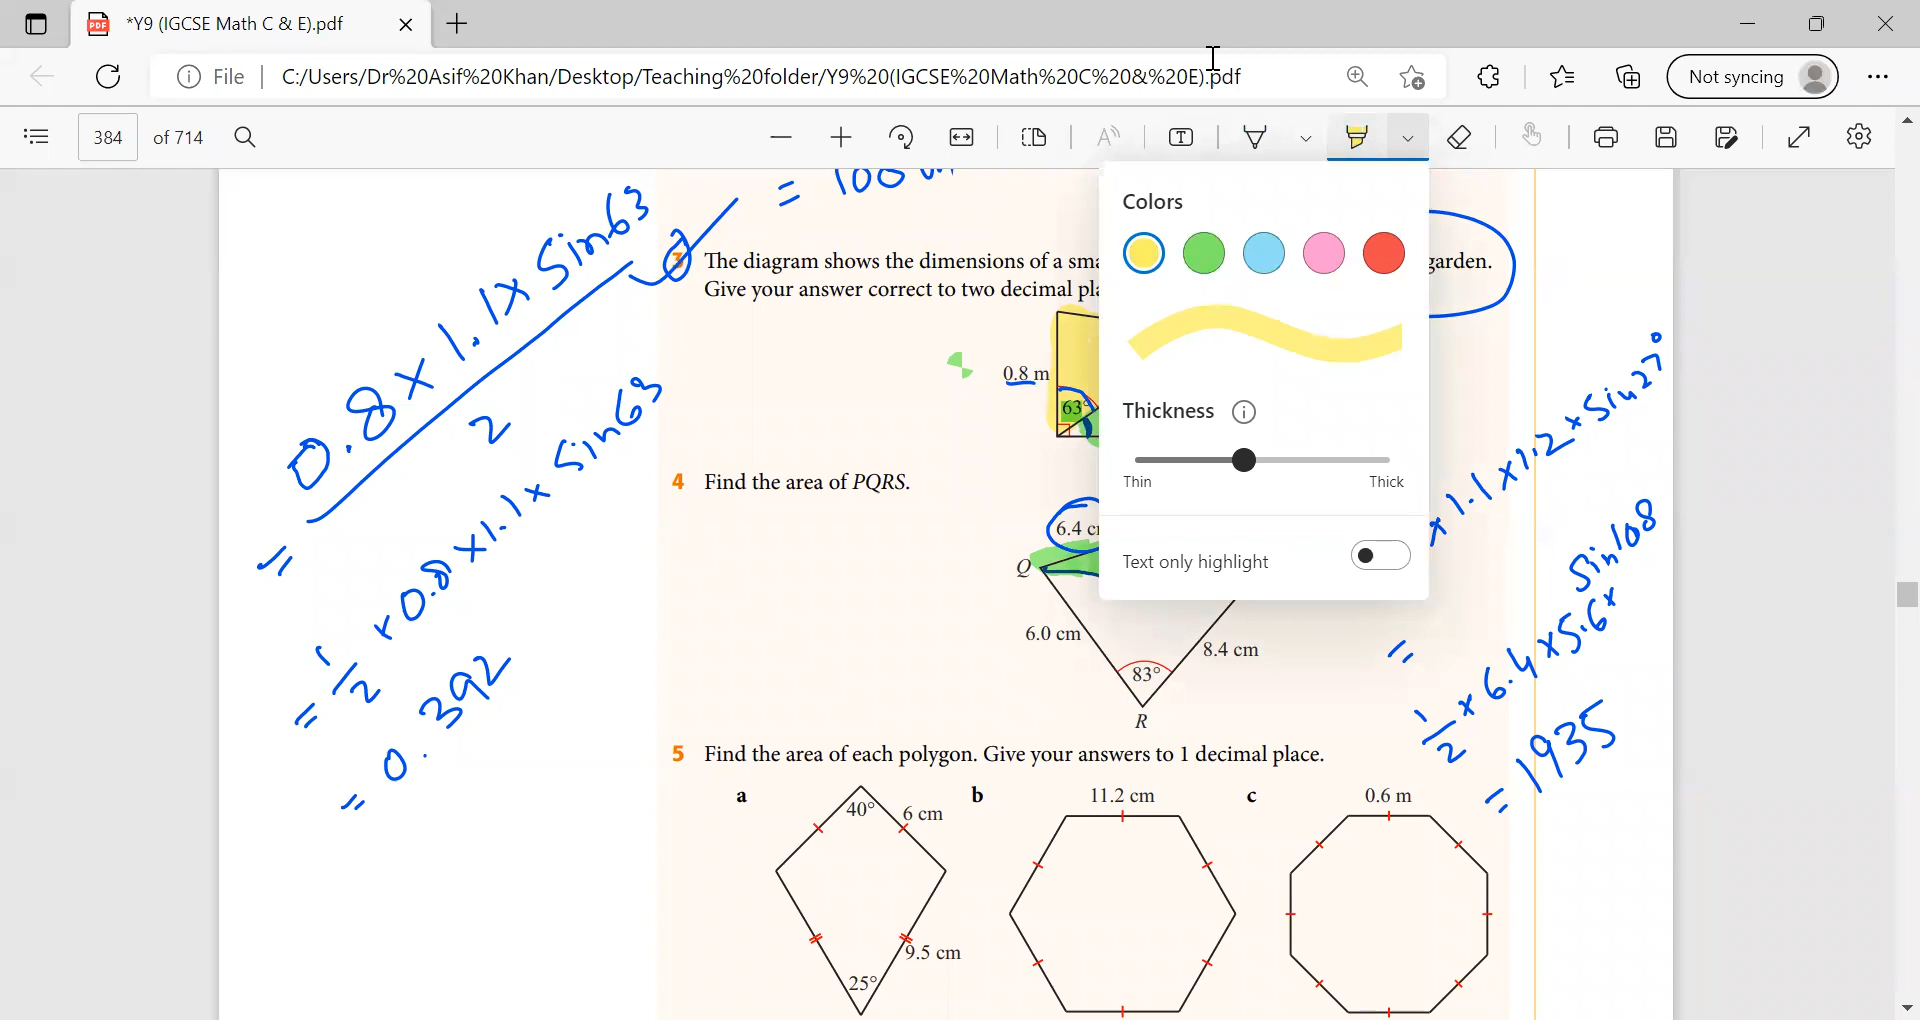 *Y9 (IGCSE Math C & E).pdf
File
C:/Users/Dr%20Asif%20Khan/Desktop/Teaching%20folder/Y9%20(IGCSE%20Math%20C%20&%20E).pdf
Not syncing
384 of 714
= 108
0.8 × 1.1 × Sin63
2
=
= 1/2 × 0.8 × 1.1 × Sin63
= 0.392
3 The diagram shows the dimensions of a sma
garden.
Give your answer correct to two decimal pla
0.8 m
63°
Colors
Thickness
Thin
Thick
Text only highlight
× 1.1 × 1.2 × Sin27°
4 Find the area of PQRS.
6.4 c
Q
6.0 cm
8.4 cm
83°
R
=
1/2 × 6.4 × 5.6 × Sin108
= 1935
5 Find the area of each polygon. Give your answers to 1 decimal place.
a
40°
6 cm
9.5 cm
25°
b
11.2 cm
c
0.6 m